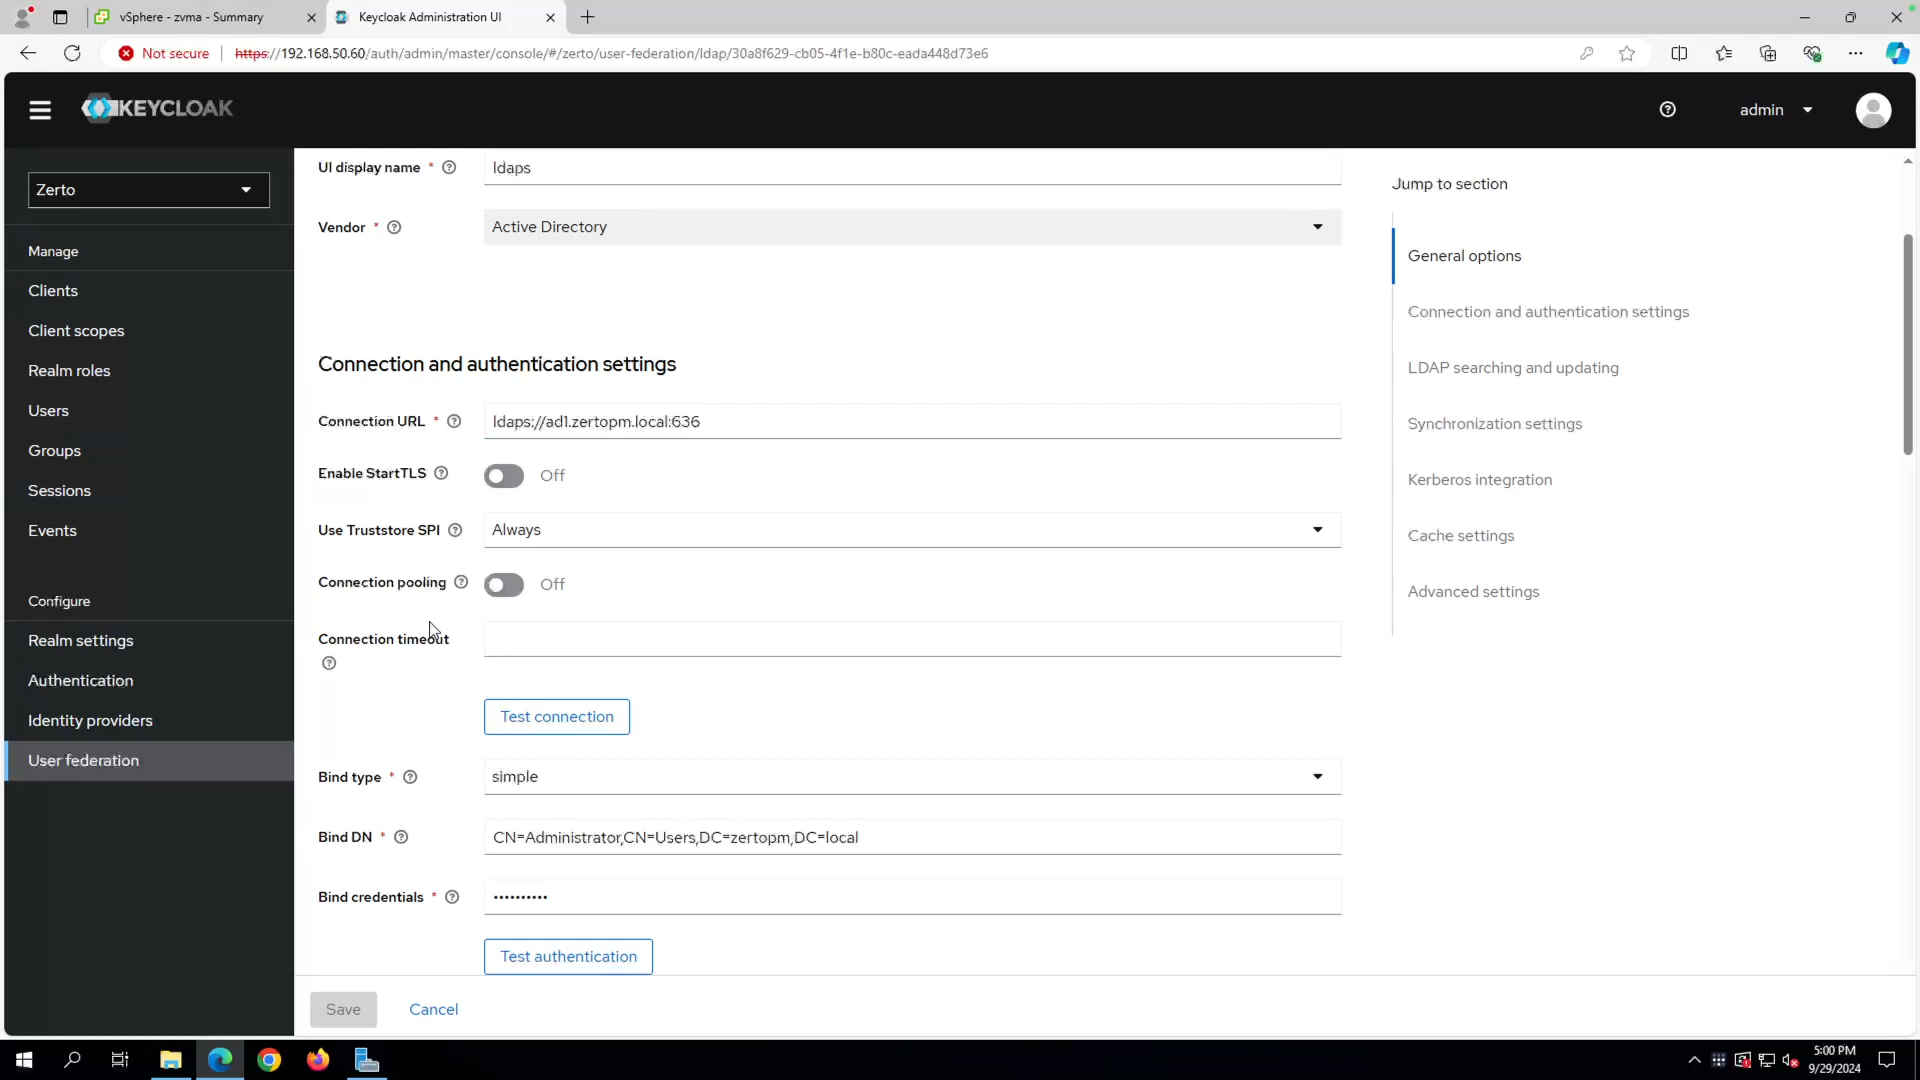 vSphere - zvma - Summary
Keycloak Administration UI
Not secure
https://192.168.50.60/auth/admin/master/console/#/zerto/user-federation/ldap/30a8f629-cb05-4f1e-b80c-eada448d73e6
KEYCLOAK
admin
Zerto
Manage
Clients
Client scopes
Realm roles
Users
Groups
Sessions
Events
Configure
Realm settings
Authentication
Identity providers
User federation
UI display name * ldaps
Vendor * Active Directory
Connection and authentication settings
Connection URL * ldaps://ad1.zertopm.local:636
Enable StartTLS Off
Use Truststore SPI Always
Connection pooling Off
Connection timeout
Test connection
Bind type * simple
Bind DN * CN=Administrator,CN=Users,DC=zertopm,DC=local
Bind credentials * ••••••••••
Test authentication
Save Cancel
Jump to section
General options
Connection and authentication settings
LDAP searching and updating
Synchronization settings
Kerberos integration
Cache settings
Advanced settings
5:00 PM
9/29/2024